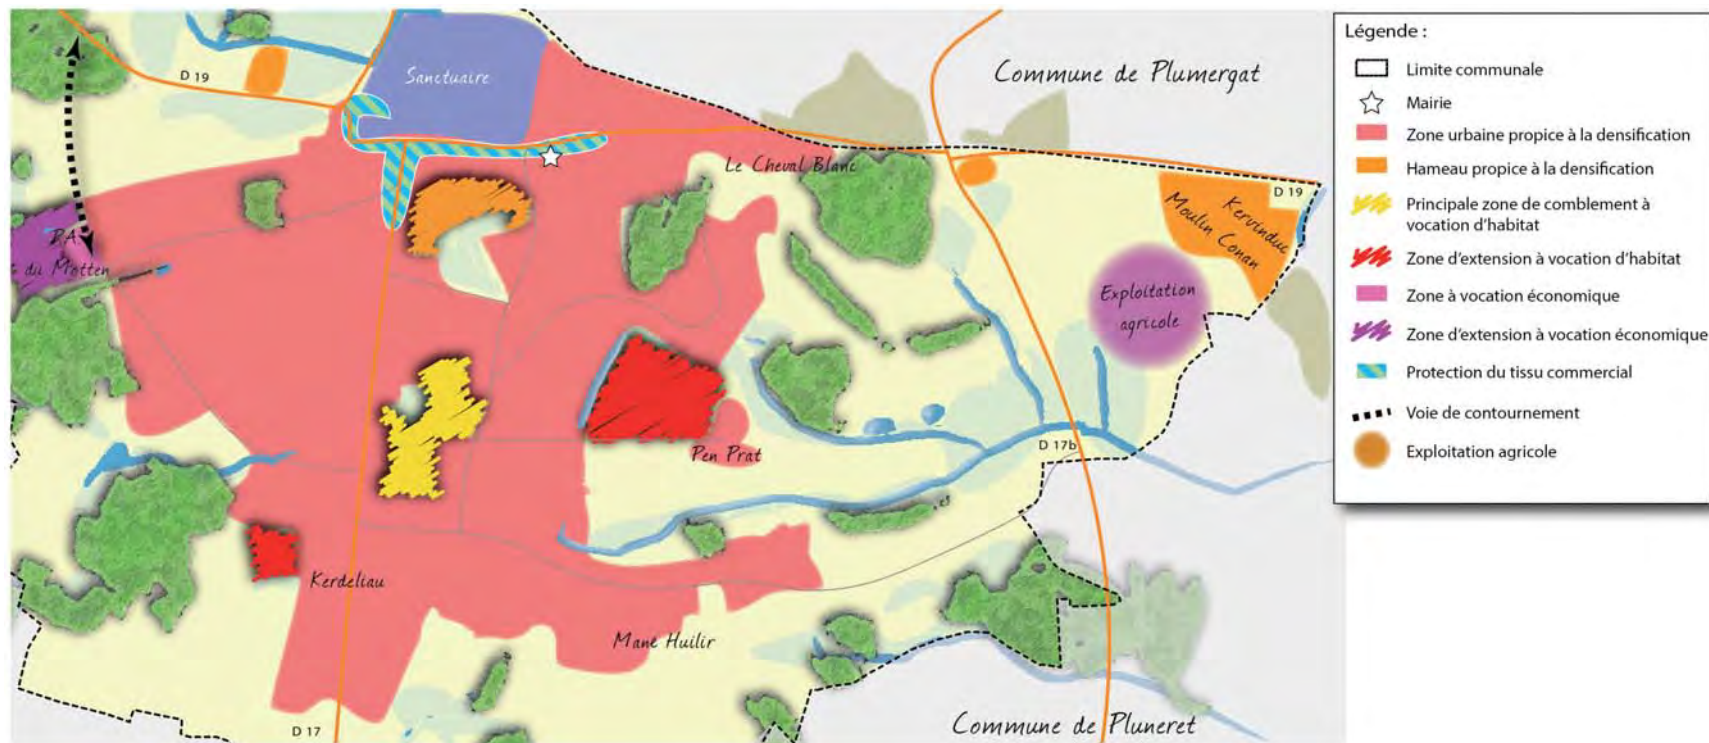 D 19
Sanctuaire
Commune de Plumergat
Le Cheval Blanc
D 19
Kervinduc
Moulin Conan
P.A.
du Motten
Exploitation
agricole
Pen Prat
D 17b
Kerdeliau
Mané Huilir
D 17
Commune de Pluneret
Légende :
Limite communale
Mairie
Zone urbaine propice à la densification
Hameau propice à la densification
Principale zone de comblement à
vocation d'habitat
Zone d'extension à vocation d'habitat
Zone à vocation économique
Zone d'extension à vocation économique
Protection du tissu commercial
Voie de contournement
Exploitation agricole